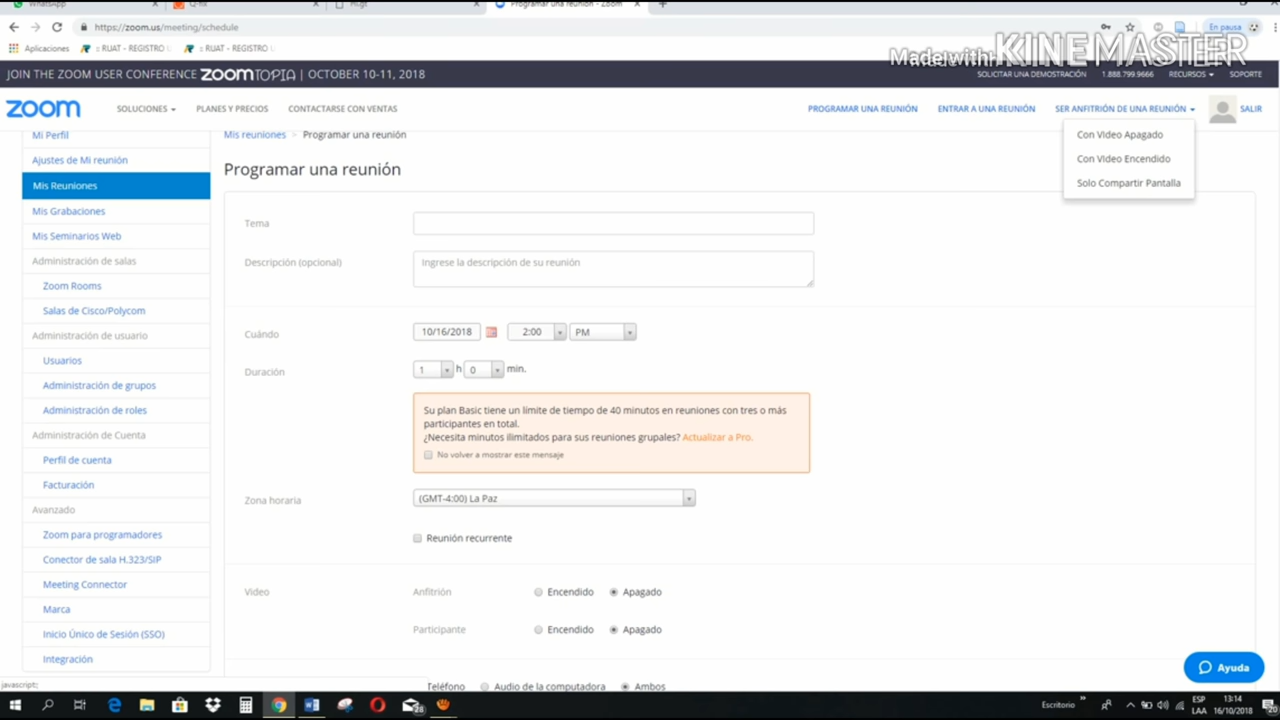 WhatsApp
Q-flix
Programar una reunión - Zoom
https://zoom.us/meeting/schedule
En pausa
Aplicaciones
:: RUAT - REGISTRO U
:: RUAT - REGISTRO U
Made with KINEMASTER
JOIN THE ZOOM USER CONFERENCE ZOOMTOPIA | OCTOBER 10-11, 2018
SOLICITAR UNA DEMOSTRACIÓN 1.888.799.9666 RECURSOS SOPORTE
zoom
SOLUCIONES PLANES Y PRECIOS CONTACTARSE CON VENTAS
PROGRAMAR UNA REUNIÓN ENTRAR A UNA REUNIÓN SER ANFITRIÓN DE UNA REUNIÓN SALIR
Con Video Apagado
Con Video Encendido
Solo Compartir Pantalla
Mi Perfil
Ajustes de Mi reunión
Mis Reuniones
Mis Grabaciones
Mis Seminarios Web
Administración de salas
Zoom Rooms
Salas de Cisco/Polycom
Administración de usuario
Usuarios
Administración de grupos
Administración de roles
Administración de Cuenta
Perfil de cuenta
Facturación
Avanzado
Zoom para programadores
Conector de sala H.323/SIP
Meeting Connector
Marca
Inicio Único de Sesión (SSO)
Integración
Mis reuniones > Programar una reunión
Programar una reunión
Tema
Descripción (opcional) Ingrese la descripción de su reunión
Cuándo 10/16/2018 2:00 PM
Duración 1 h 0 min.
Su plan Basic tiene un límite de tiempo de 40 minutos en reuniones con tres o más
participantes en total.
¿Necesita minutos ilimitados para sus reuniones grupales? Actualizar a Pro.
No volver a mostrar este mensaje
Zona horaria (GMT-4:00) La Paz
Reunión recurrente
Video Anfitrión Encendido Apagado
Participante Encendido Apagado
Teléfono Audio de la computadora Ambos
Ayuda
javascript:;
Escritorio
ESP
LAA
13:14
16/10/2018